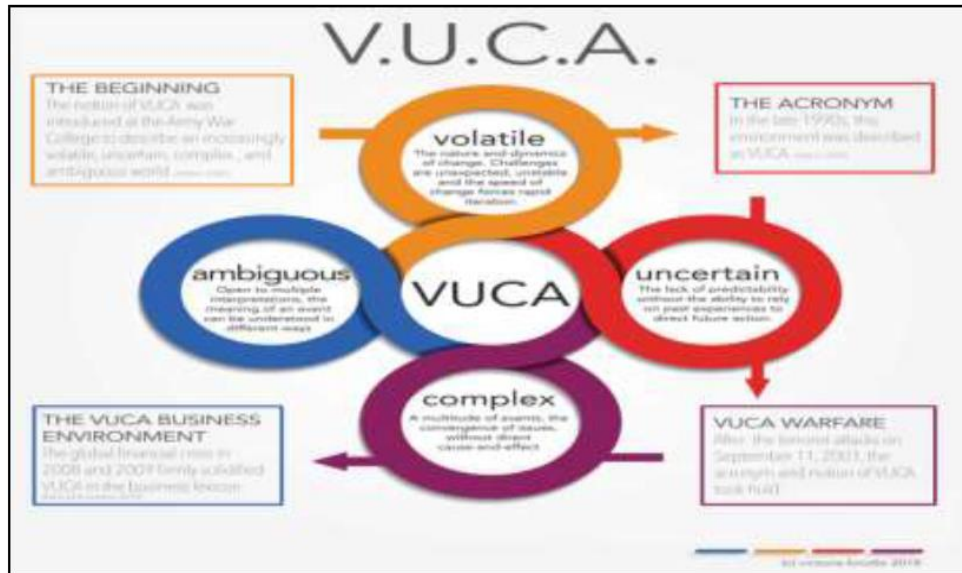 V.U.C.A.
THE BEGINNING
The notion of VUCA was
introduced at the Army War
College to describe an increasingly
volatile, uncertain, complex, and
ambiguous world
volatile
The nature and dynamics
of change. Challenges
are unexpected, unstable
and the speed of
change forces rapid
iteration.
THE ACRONYM
In the late 1990s, this
environment was described
as VUCA
ambiguous
Open to multiple
interpretations, the
meaning of an event
can be understood in
different ways
VUCA
uncertain
The lack of predictability
without the ability to rely
on past experiences to
direct future action
complex
A multitude of events, the
convergence of issues,
without direct
cause-and-effect
THE VUCA BUSINESS
ENVIRONMENT
The global financial crisis in
2008 and 2009 firmly solidified
VUCA in the business lexicon
VUCA WARFARE
After the terrorist attacks on
September 11, 2001, the
acronym and notion of VUCA
took hold
(c) 2018